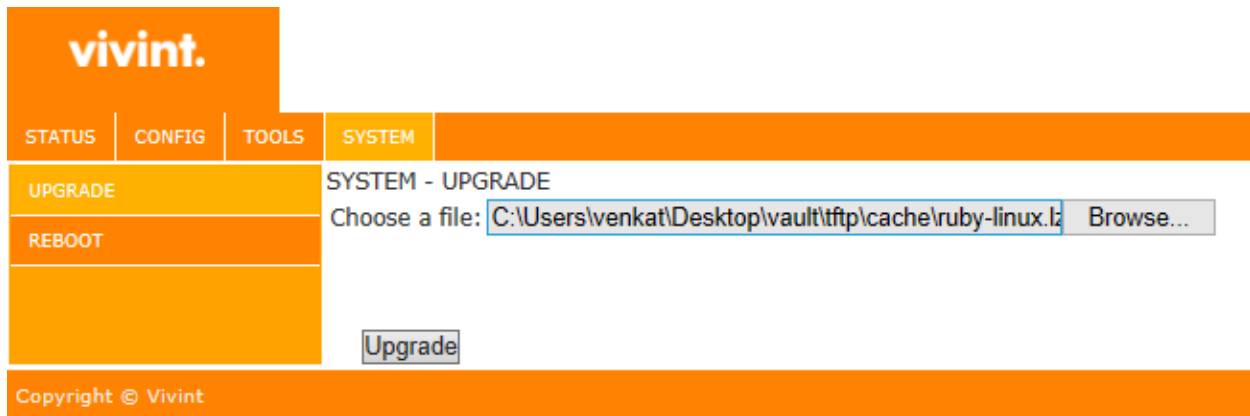 vivint.
STATUS CONFIG TOOLS SYSTEM
UPGRADE
REBOOT
SYSTEM - UPGRADE
Choose a file: C:\Users\venkat\Desktop\vault\tftp\cache\ruby-linux.lz Browse...
Upgrade
Copyright © Vivint